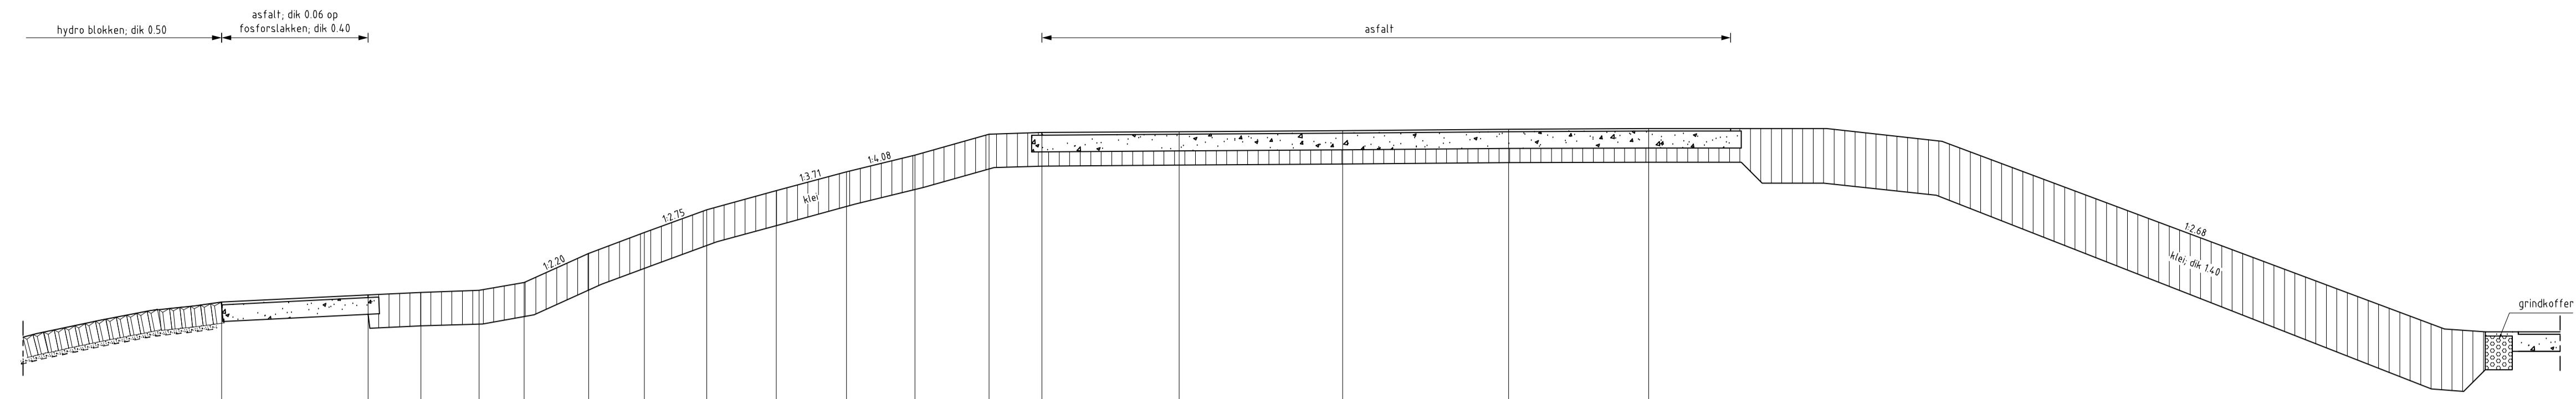 asfalt; dik 0.06 op
hydro blokken; dik 0.50
fosforslakken; dik 0.40
asfalt
1:4.08
1:3.71
klei
1:2.75
1:2.20
1:2.68
klei; dik 1.40
grindkoffer